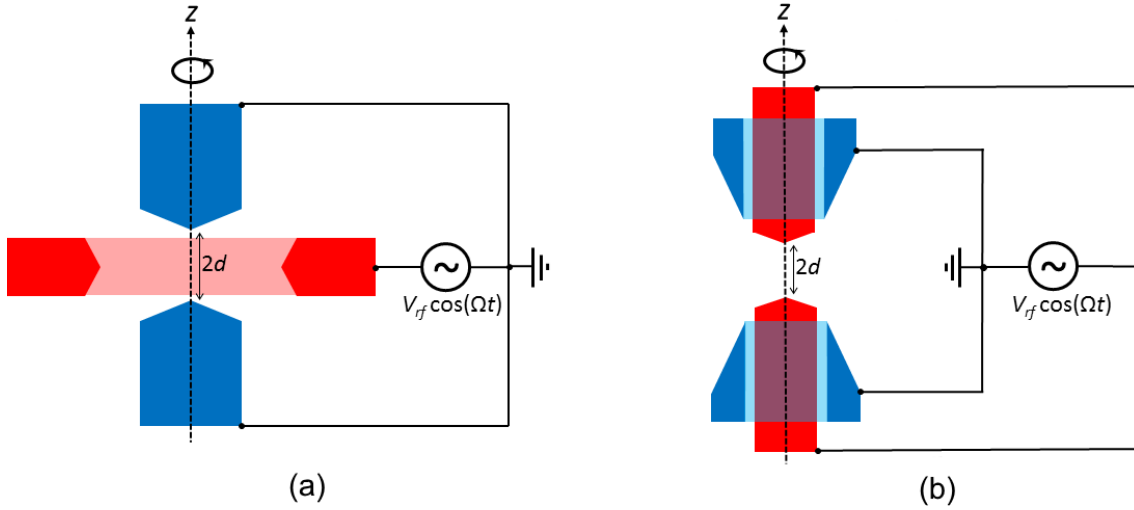 z
2d
V_rf cos(Ωt)
(a)
z
2d
V_rf cos(Ωt)
(b)